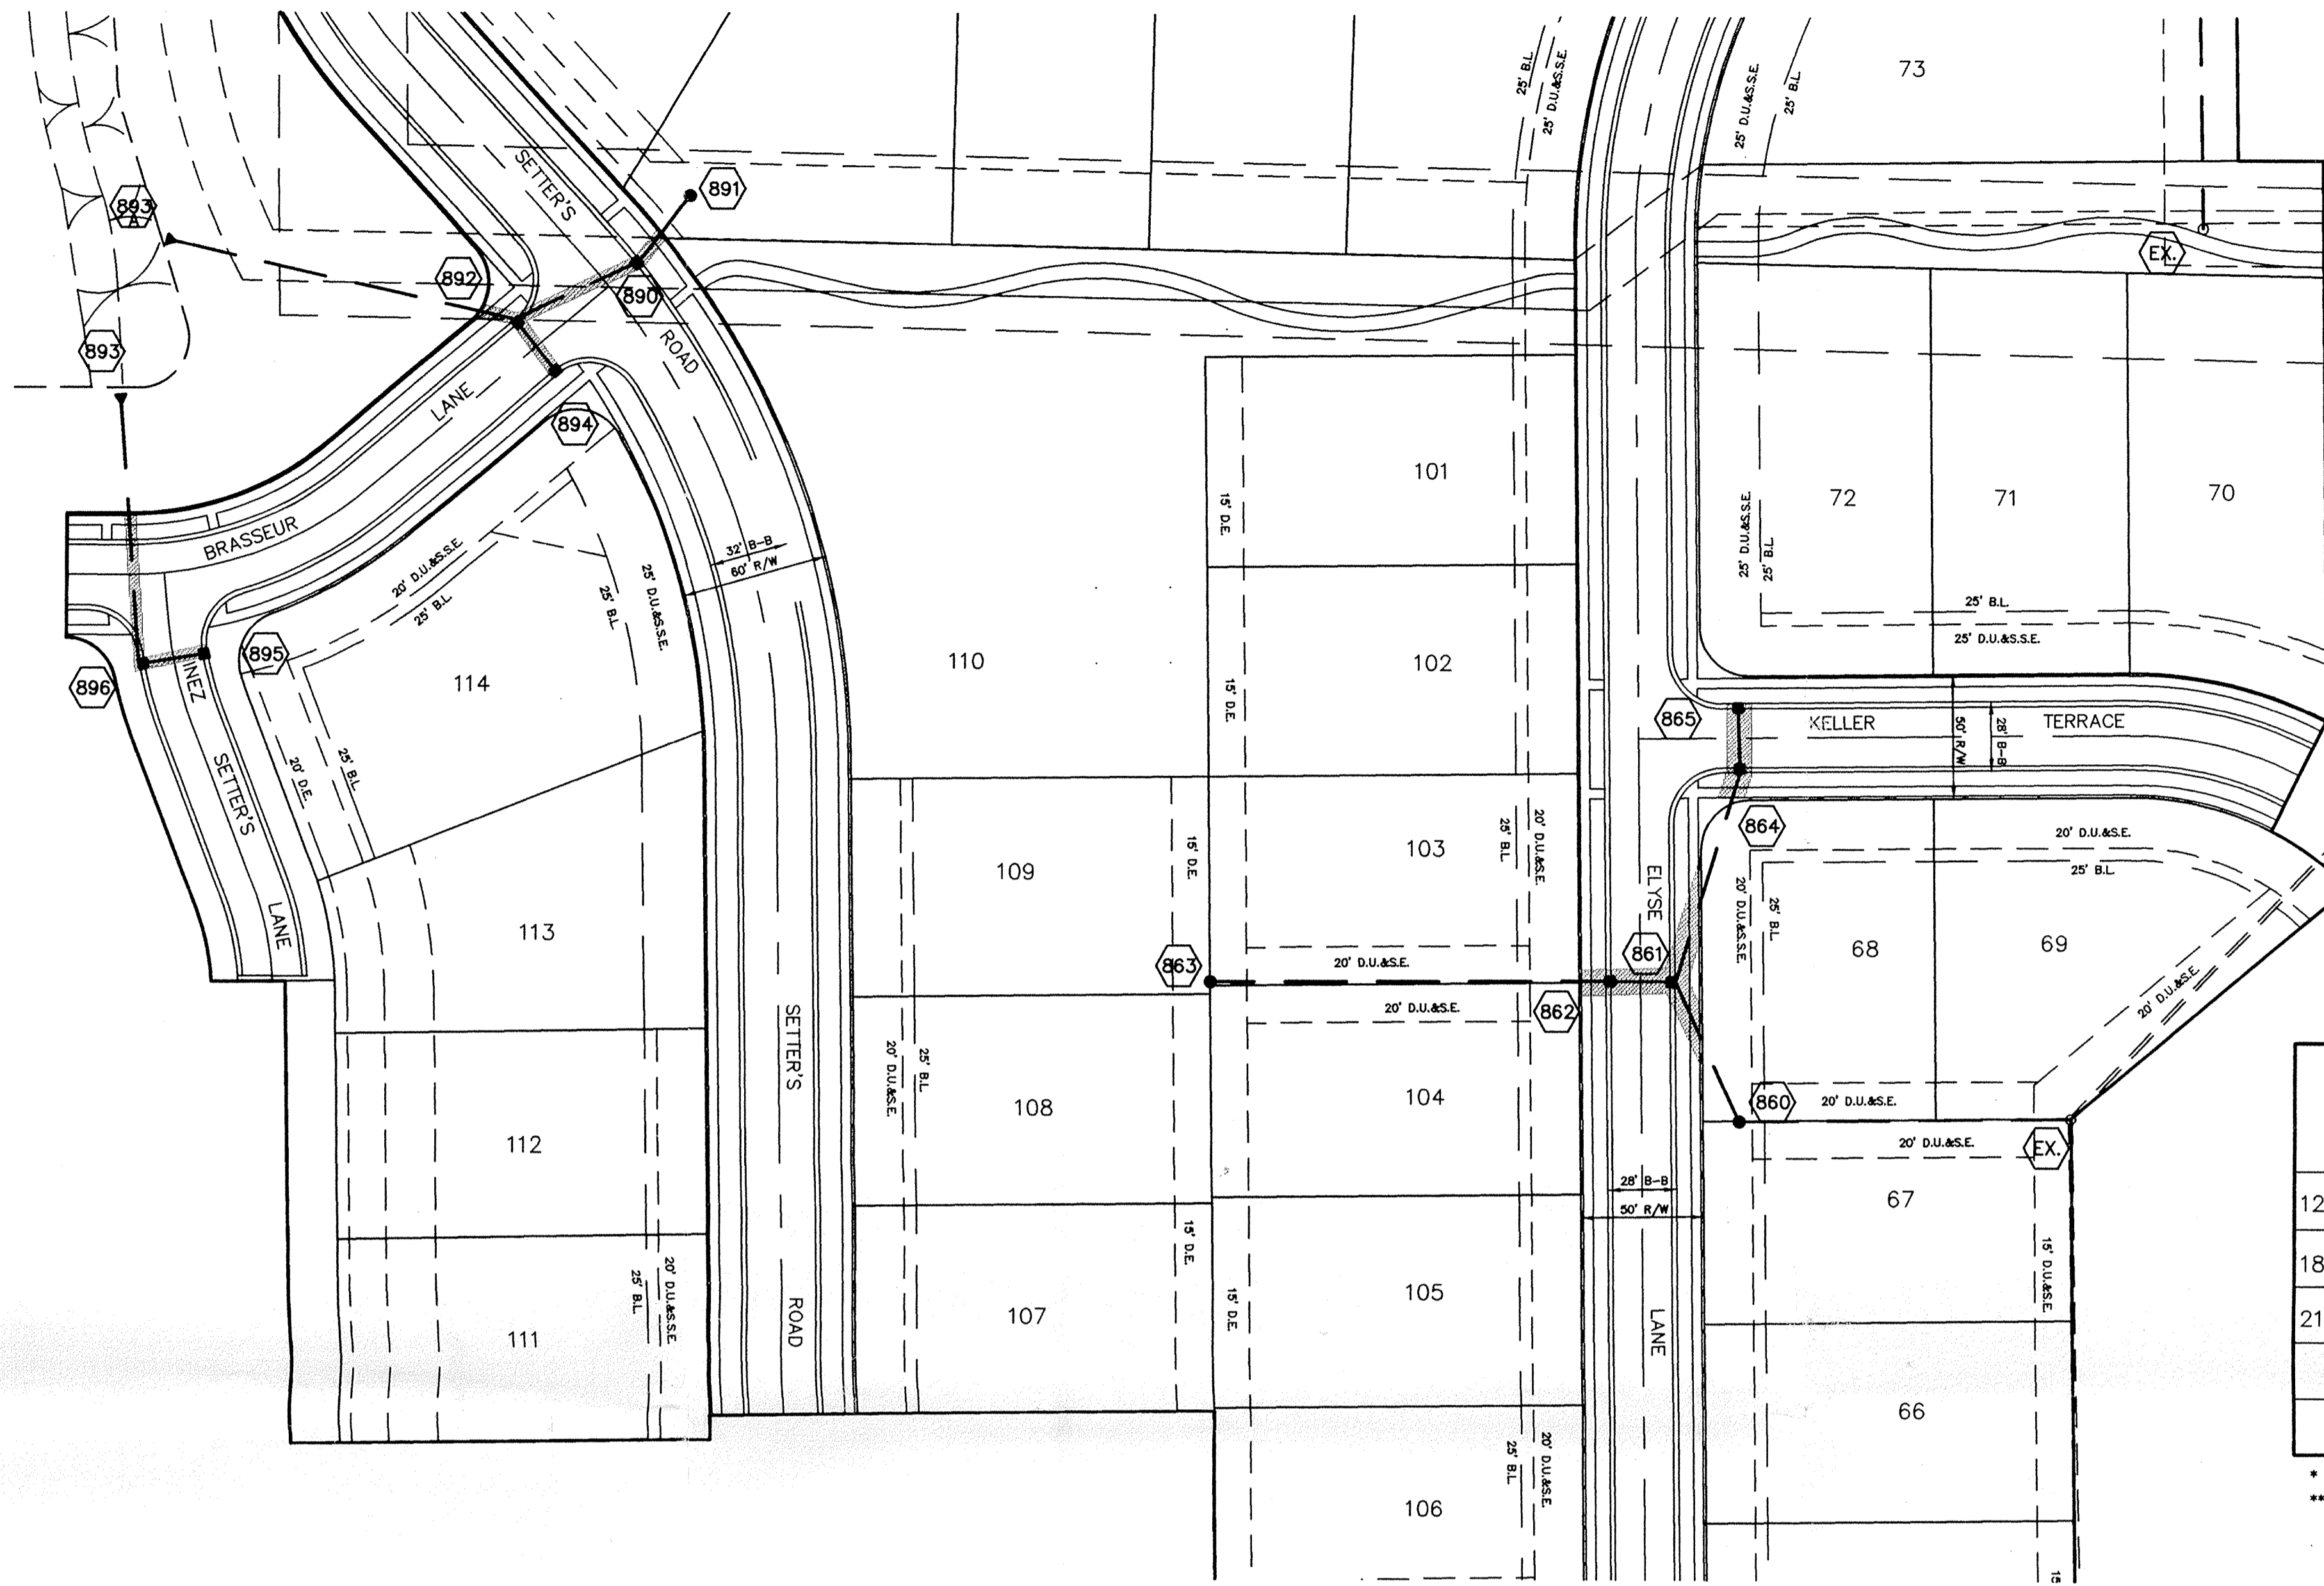 25' B.L.
25' D.U.&S.S.E.
25' D.U.&S.S.E.
25' B.L.
73
SETTER'S
ROAD
891
893
A
892
890
EX.
893
LANE
894
BRASSEUR
20' D.U.&S.S.E.
25' B.L.
25' B.L.
25' D.U.&S.S.E.
32' B-B
60' R/W
101
15' D.E.
72
71
70
25' D.U.&S.S.E.
25' B.L.
25' B.L.
25' D.U.&S.S.E.
895
896
INEZ
SETTER'S
LANE
114
110
15' D.E.
102
865
KELLER
TERRACE
50' R/W
28' B-B
20' D.E.
25' B.L.
109
15' D.E.
103
25' B.L.
20' D.U.&S.E.
864
20' D.U.&S.E.
25' B.L.
ELYSE
20' D.U.&S.S.E.
25' B.L.
113
863
20' D.U.&S.E.
861
68
69
20' D.U.&S.S.E.
862
20' D.U.&S.E.
SETTER'S
ROAD
20' D.U.&S.E.
25' B.L.
108
104
860
20' D.U.&S.E.
20' D.U.&S.E.
EX.
112
28' B-B
50' R/W
67
15' D.U.&S.E.
12
18
21
111
25' B.L.
20' D.U.&S.S.E.
107
15' D.E.
15' D.E.
105
LANE
66
106
25' B.L.
20' D.U.&S.E.
15
*
**